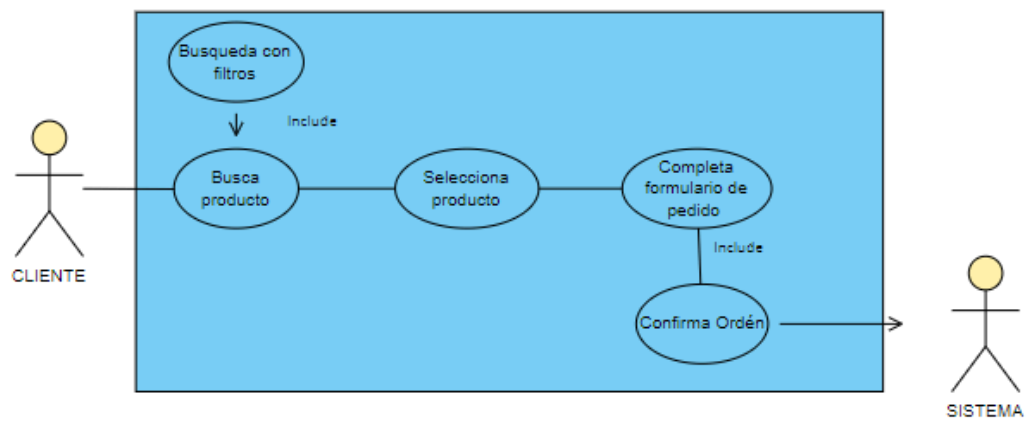 Busqueda con
filtros
Include
Busca
producto
Selecciona
producto
Completa
formulario de
pedido
Include
CLIENTE
Confirma Ordén
SISTEMA